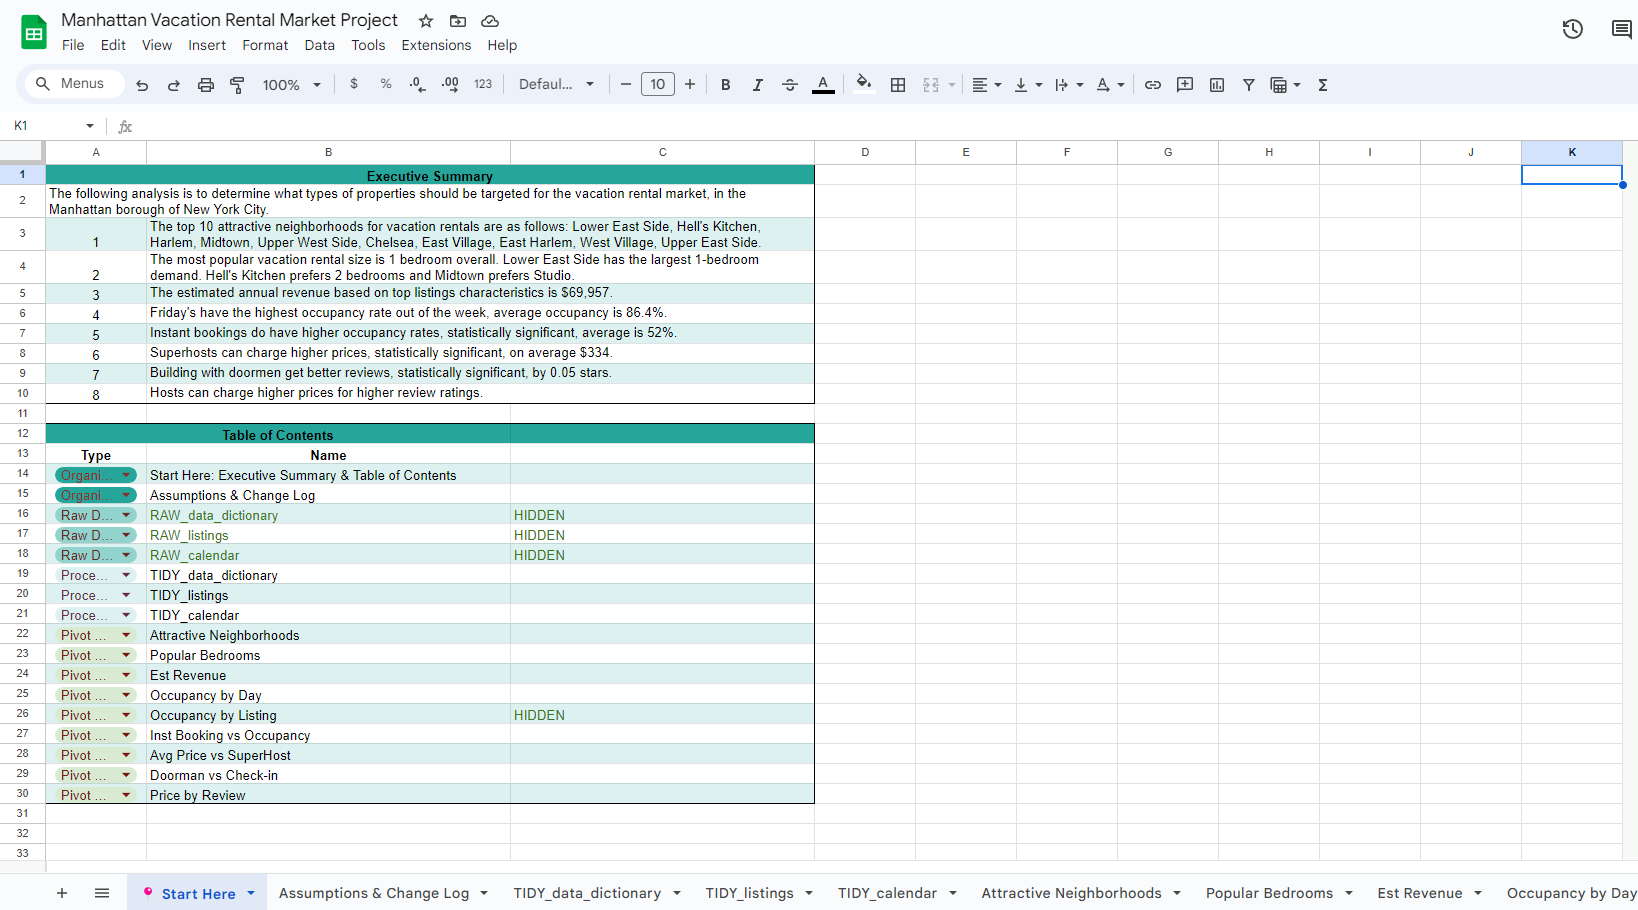 Manhattan Vacation Rental Market Project
File Edit View Insert Format Data Tools Extensions Help
Menus 100% $ % .0 .00 123 Defaul... − 10 + B I A Σ
K1 fx
A B C D E F G H I J K
1 Executive Summary
2 The following analysis is to determine what types of properties should be targeted for the vacation rental market, in the
Manhattan borough of New York City.
3 1 The top 10 attractive neighborhoods for vacation rentals are as follows: Lower East Side, Hell's Kitchen,
Harlem, Midtown, Upper West Side, Chelsea, East Village, East Harlem, West Village, Upper East Side.
4 2 The most popular vacation rental size is 1 bedroom overall. Lower East Side has the largest 1-bedroom
demand. Hell's Kitchen prefers 2 bedrooms and Midtown prefers Studio.
5 3 The estimated annual revenue based on top listings characteristics is $69,957.
6 4 Friday's have the highest occupancy rate out of the week, average occupancy is 86.4%.
7 5 Instant bookings do have higher occupancy rates, statistically significant, average is 52%.
8 6 Superhosts can charge higher prices, statistically significant, on average $334.
9 7 Building with doormen get better reviews, statistically significant, by 0.05 stars.
10 8 Hosts can charge higher prices for higher review ratings.
11
12 Table of Contents
13 Type Name
14 Organi... Start Here: Executive Summary & Table of Contents
15 Organi... Assumptions & Change Log
16 Raw D... RAW_data_dictionary HIDDEN
17 Raw D... RAW_listings HIDDEN
18 Raw D... RAW_calendar HIDDEN
19 Proce... TIDY_data_dictionary
20 Proce... TIDY_listings
21 Proce... TIDY_calendar
22 Pivot ... Attractive Neighborhoods
23 Pivot ... Popular Bedrooms
24 Pivot ... Est Revenue
25 Pivot ... Occupancy by Day
26 Pivot ... Occupancy by Listing HIDDEN
27 Pivot ... Inst Booking vs Occupancy
28 Pivot ... Avg Price vs SuperHost
29 Pivot ... Doorman vs Check-in
30 Pivot ... Price by Review
31
32
33
+ Start Here Assumptions & Change Log TIDY_data_dictionary TIDY_listings TIDY_calendar Attractive Neighborhoods Popular Bedrooms Est Revenue Occupancy by Day